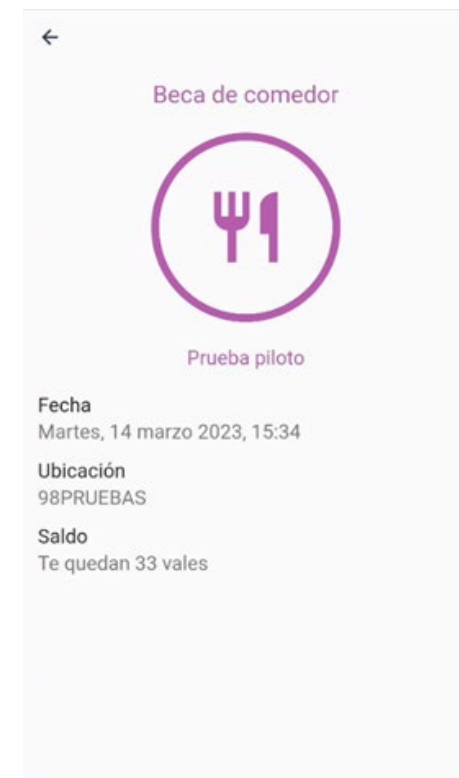 Beca de comedor
Prueba piloto
Fecha
Martes, 14 marzo 2023, 15:34
Ubicación
98PRUEBAS
Saldo
Te quedan 33 vales